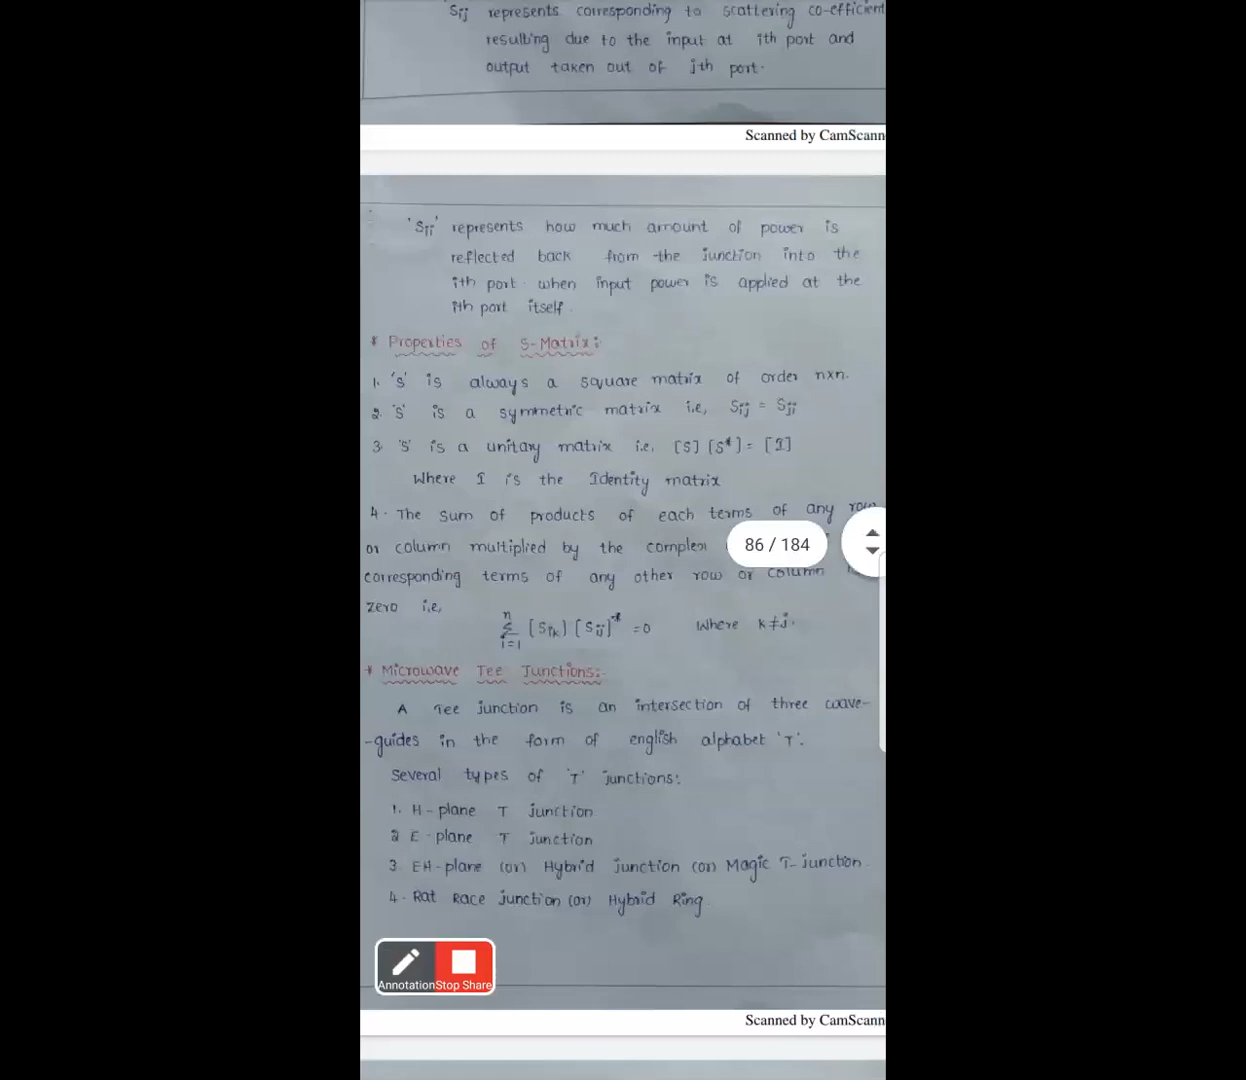 Sij represents corresponding to scattering co-efficient
resulting due to the input at ith port and
output taken out of jth port.
Scanned by CamScann
'Sii' represents how much amount of power is
reflected back from the junction into the
ith port when input power is applied at the
ith port itself.
* Properties of S-Matrix:
1. 'S' is always a square matrix of order nxn.
2. 'S' is a symmetric matrix i.e, Sij = Sji
3. 'S' is a unitary matrix i.e. [S] [S*] = [I]
Where I is the Identity matrix
4. The sum of products of each terms of any row
or column multiplied by the complex
86 / 184
corresponding terms of any other row or column
zero i.e,
n Σ i=1 [Sik] [Sij]* = 0 Where k≠j.
* Microwave Tee Junctions:-
A Tee junction is an intersection of three wave-
-guides in the form of english alphabet 'T'.
Several types of 'T' junctions:
1. H-plane T junction
2 E-plane T junction
3. EH-plane (or) Hybrid junction (or) Magic T-junction.
4. Rat Race junction (or) Hybrid Ring
Annotation Stop Share
Scanned by CamScann